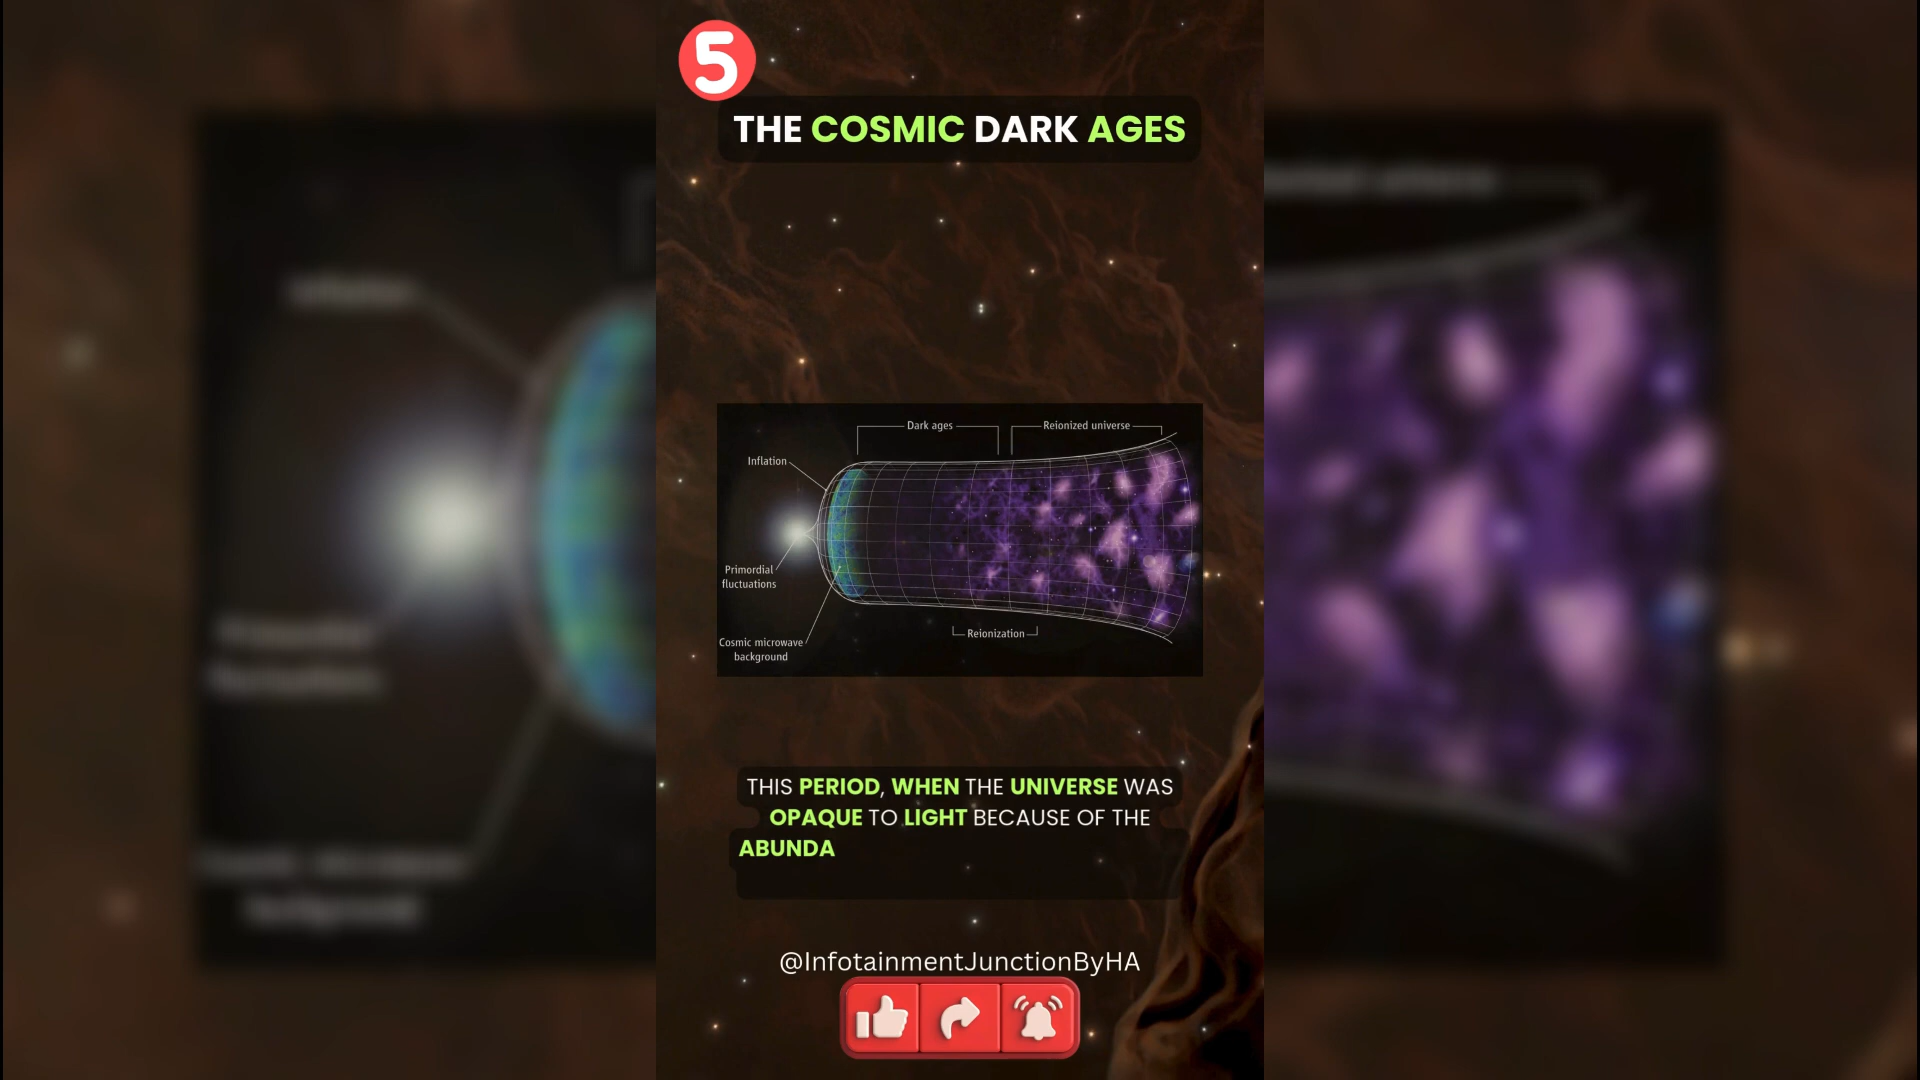 5
THE COSMIC DARK AGES
Dark ages
Reionized universe
Inflation
Primordial
fluctuations
Reionization
Cosmic microwave
background
THIS PERIOD, WHEN THE UNIVERSE WAS
OPAQUE TO LIGHT BECAUSE OF THE
ABUNDA
@InfotainmentJunctionByHA